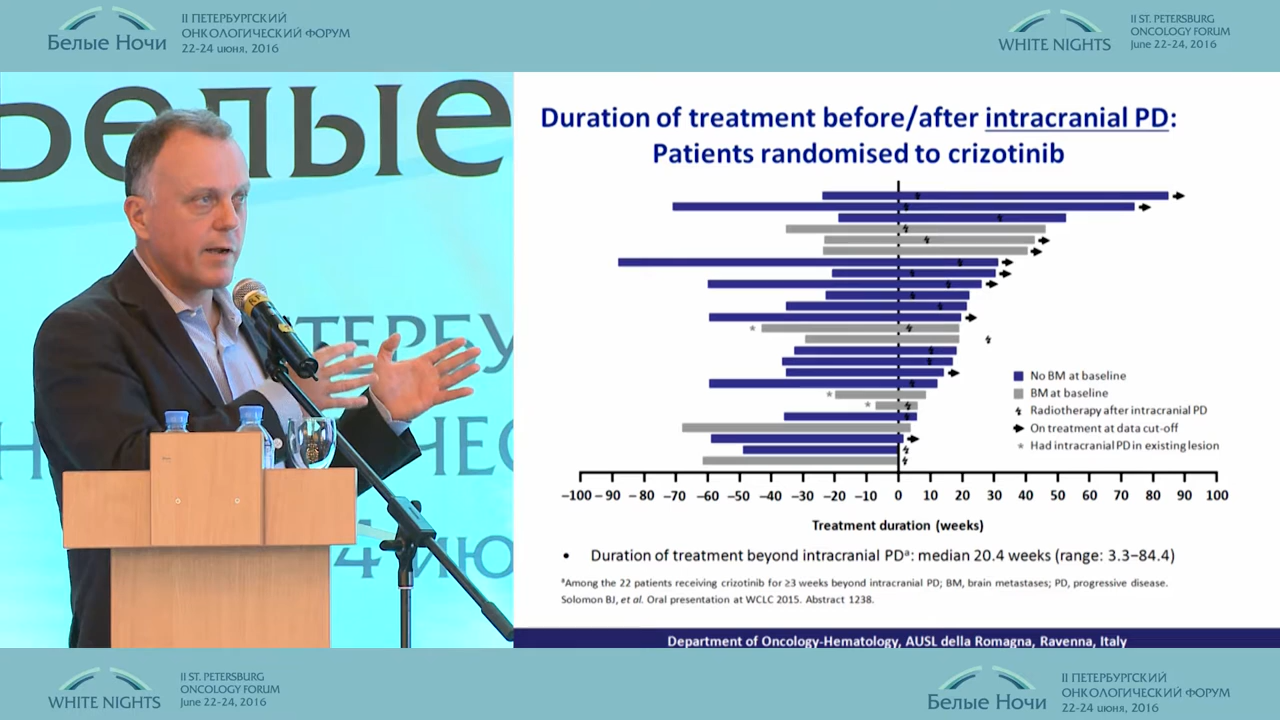 Белые Ночи
II ПЕТЕРБУРГСКИЙ
ОНКОЛОГИЧЕСКИЙ ФОРУМ
22-24 июня, 2016
WHITE NIGHTS
II ST. PETERSBURG
ONCOLOGY FORUM
June 22-24, 2016
Белые
ЕТЕРБУ
ЧЕС
4 ИЮ
Duration of treatment before/after intracranial PD:
Patients randomised to crizotinib
No BM at baseline
BM at baseline
Radiotherapy after intracranial PD
On treatment at data cut-off
* Had intracranial PD in existing lesion
−100 −90 −80 −70 −60 −50 −40 −30 −20 −10 0 10 20 30 40 50 60 70 80 90 100
Treatment duration (weeks)
• Duration of treatment beyond intracranial PDᵃ: median 20.4 weeks (range: 3.3−84.4)
ᵃAmong the 22 patients receiving crizotinib for ≥3 weeks beyond intracranial PD; BM, brain metastases; PD, progressive disease.
Solomon BJ, et al. Oral presentation at WCLC 2015. Abstract 1238.
Department of Oncology-Hematology, AUSL della Romagna, Ravenna, Italy
WHITE NIGHTS
II ST. PETERSBURG
ONCOLOGY FORUM
June 22-24, 2016
Белые Ночи
II ПЕТЕРБУРГСКИЙ
ОНКОЛОГИЧЕСКИЙ ФОРУМ
22-24 июня, 2016